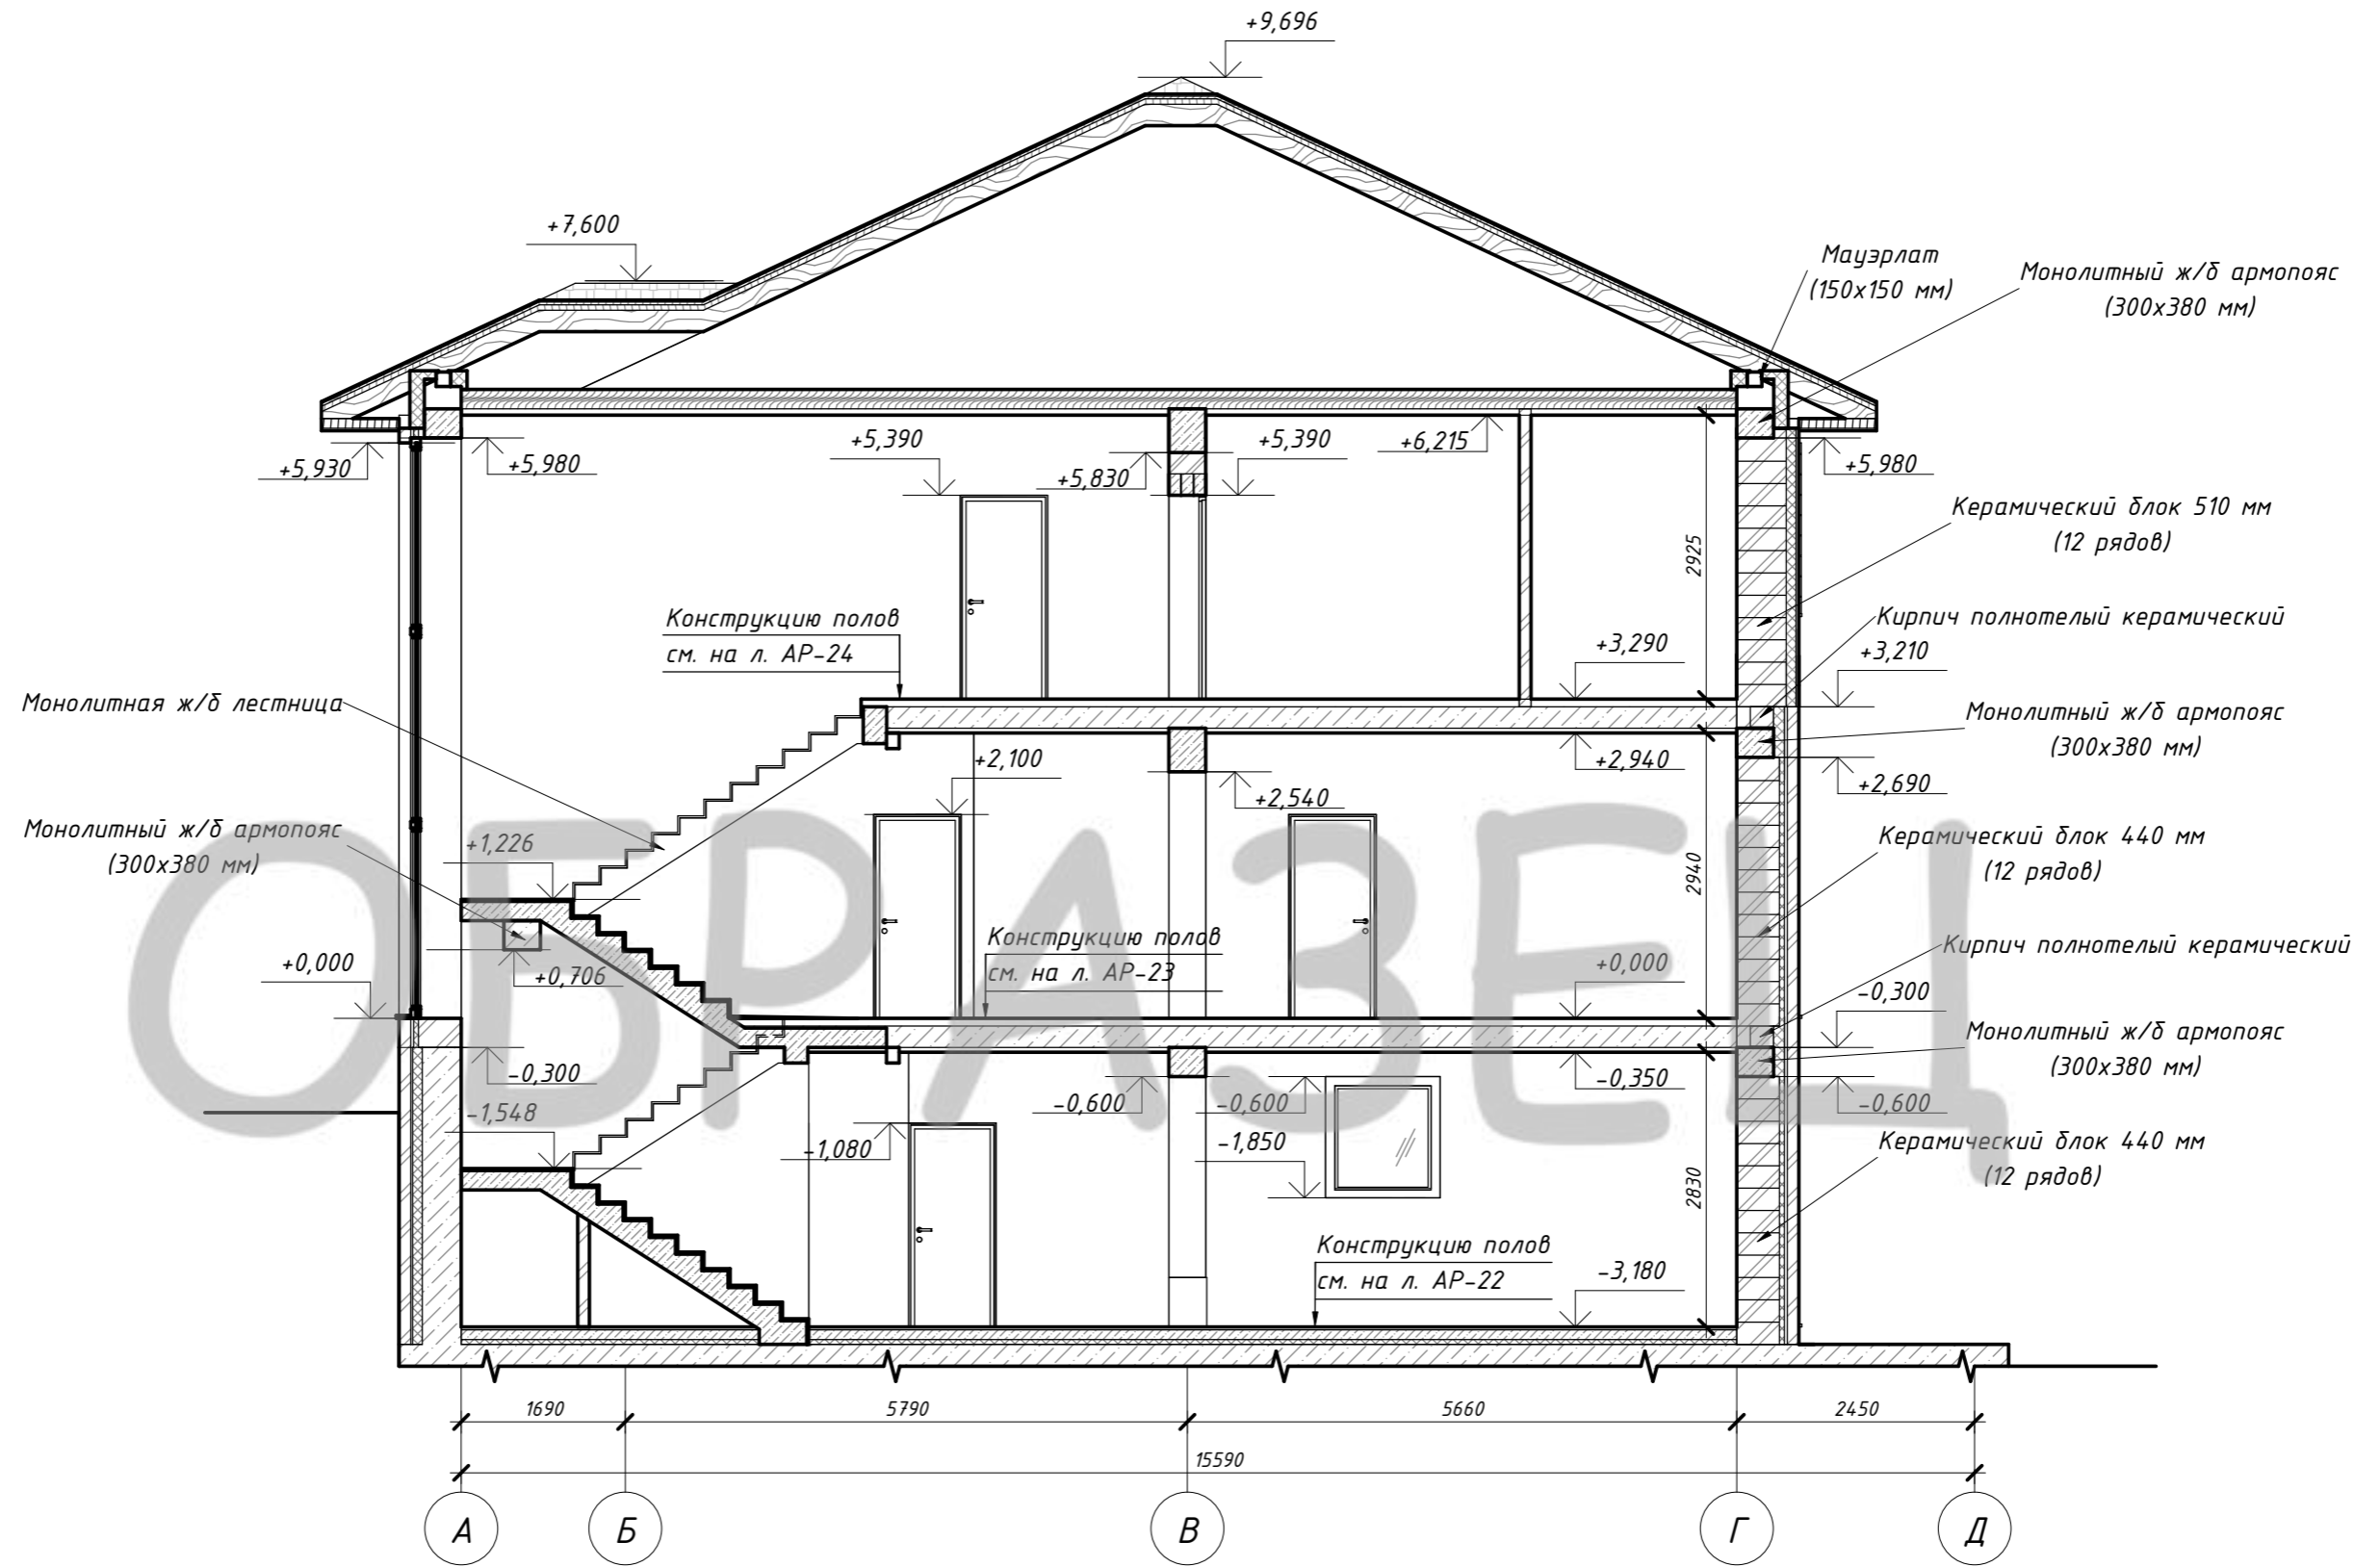 +9,696
+7,600
Мауэрлат
(150х150 мм)
Монолитный ж/б армопояс
(300х380 мм)
+5,930
+5,980
+5,390
+5,830
+5,390
+6,215
+5,980
Керамический блок 510 мм
(12 рядов)
2925
Конструкцию полов
см. на л. АР-24
Кирпич полнотелый керамический
+3,290
+3,210
Монолитная ж/б лестница
Монолитный ж/б армопояс
(300х380 мм)
+2,100
+2,940
+2,690
+2,540
Монолитный ж/б армопояс
(300х380 мм)
+1,226
Керамический блок 440 мм
(12 рядов)
2940
ОБРАЗЕЦ
Конструкцию полов
см. на л. АР-23
Кирпич полнотелый керамический
+0,000
+0,706
+0,000
-0,300
Монолитный ж/б армопояс
(300х380 мм)
-0,300
-0,350
-1,548
-0,600
-0,600
-0,600
-1,080
-1,850
Керамический блок 440 мм
(12 рядов)
2830
Конструкцию полов
см. на л. АР-22
-3,180
1690
5790
5660
2450
15590
А
Б
В
Г
Д